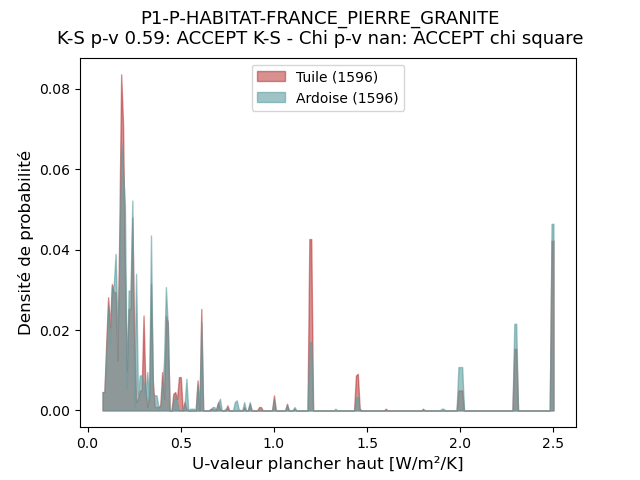 P1-P-HABITAT-FRANCE_PIERRE_GRANITE
K-S p-v 0.59: ACCEPT K-S - Chi p-v nan: ACCEPT chi square
Tuile (1596)
Ardoise (1596)
Densité de probabilité
0.08
0.06
0.04
0.02
0.00
0.0 0.5 1.0 1.5 2.0 2.5
U-valeur plancher haut [W/m²/K]